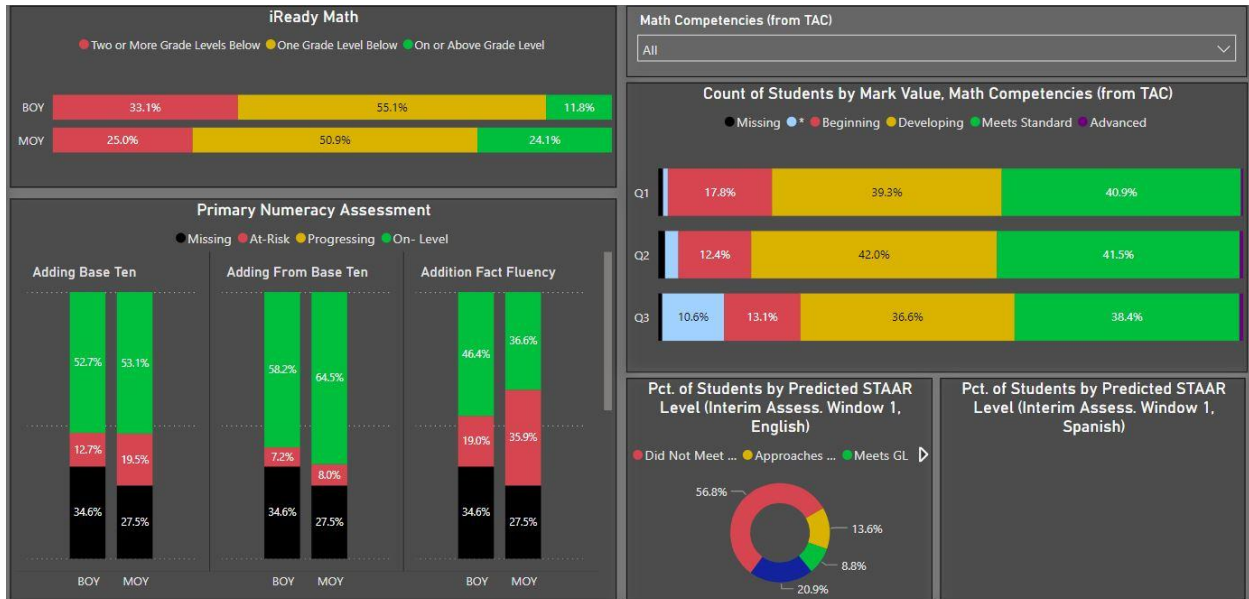 iReady Math
Two or More Grade Levels Below One Grade Level Below On or Above Grade Level
BOY 33.1% 55.1% 11.8%
MOY 25.0% 50.9% 24.1%
Primary Numeracy Assessment
Missing At-Risk Progressing On- Level
Adding Base Ten
52.7% 53.1%
12.7% 19.5%
34.6% 27.5%
BOY MOY
Adding From Base Ten
58.2% 64.5%
7.2% 8.0%
34.6% 27.5%
BOY MOY
Addition Fact Fluency
46.4% 36.6%
19.0% 35.9%
34.6% 27.5%
BOY MOY
Math Competencies (from TAC)
All
Count of Students by Mark Value, Math Competencies (from TAC)
Missing * Beginning Developing Meets Standard Advanced
Q1 17.8% 39.3% 40.9%
Q2 12.4% 42.0% 41.5%
Q3 10.6% 13.1% 36.6% 38.4%
Pct. of Students by Predicted STAAR
Level (Interim Assess. Window 1,
English)
Did Not Meet ... Approaches ... Meets GL
56.8%
13.6%
8.8%
20.9%
Pct. of Students by Predicted STAAR
Level (Interim Assess. Window 1,
Spanish)